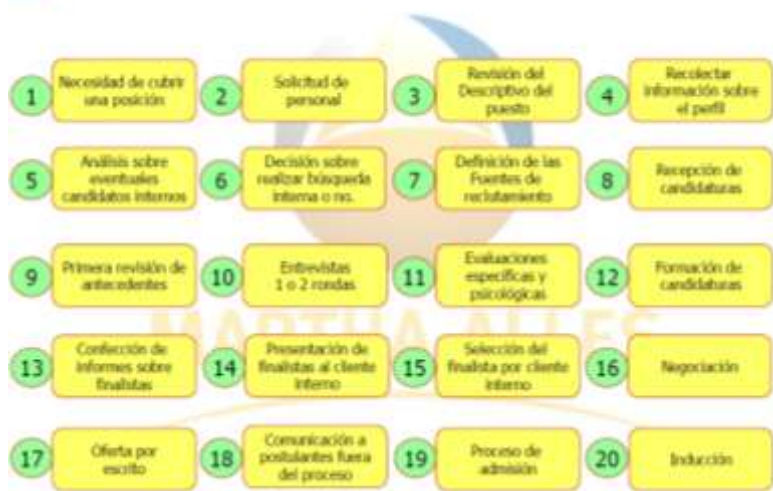 1
Necesidad de cubrir
una posición
2
Solicitud de
personal
3
Revisión del
Descriptivo del
puesto
4
Recolectar
información sobre
el perfil
5
Análisis sobre
eventuales
candidatos internos
6
Decisión sobre
realizar búsqueda
interna o no.
7
Definición de las
Fuentes de
reclutamiento
8
Recepción de
candidaturas
9
Primera revisión de
antecedentes
10
Entrevistas
1 o 2 rondas
11
Evaluaciones
específicas y
psicológicas
12
Formación de
candidaturas
13
Confección de
informes sobre
finalistas
14
Presentación de
finalistas al cliente
interno
15
Selección del
finalista por cliente
interno
16
Negociación
17
Oferta por
escrito
18
Comunicación a
postulantes fuera
del proceso
19
Proceso de
admisión
20
Inducción
MARTHA ALLES